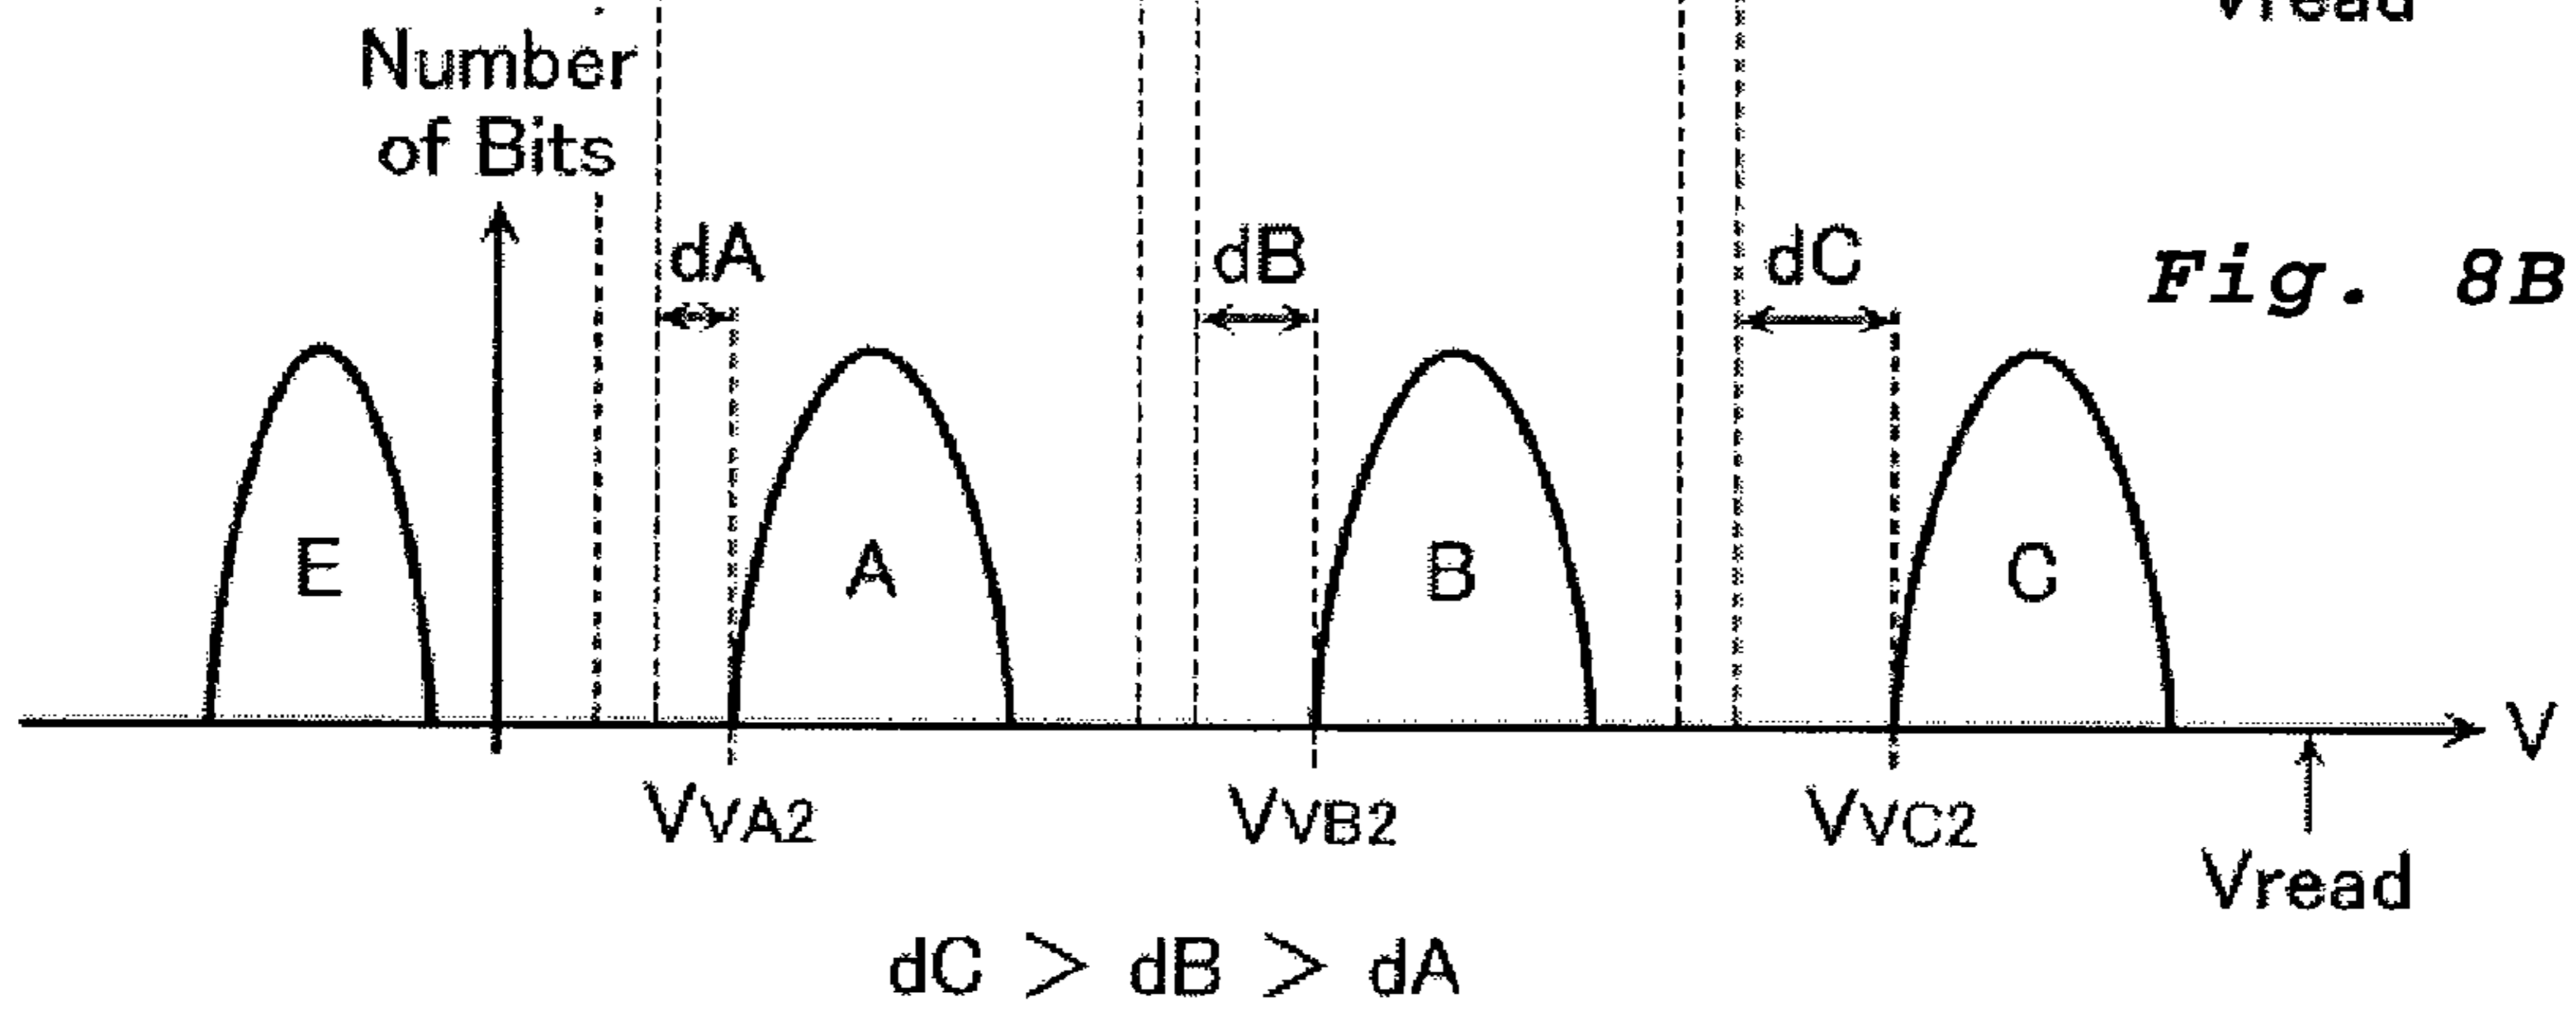 Vread
Number
of Bits
dA
dB
dC
Fig. 8B
E
A
B
C
V
VVA2
VVB2
VVC2
Vread
dC > dB > dA